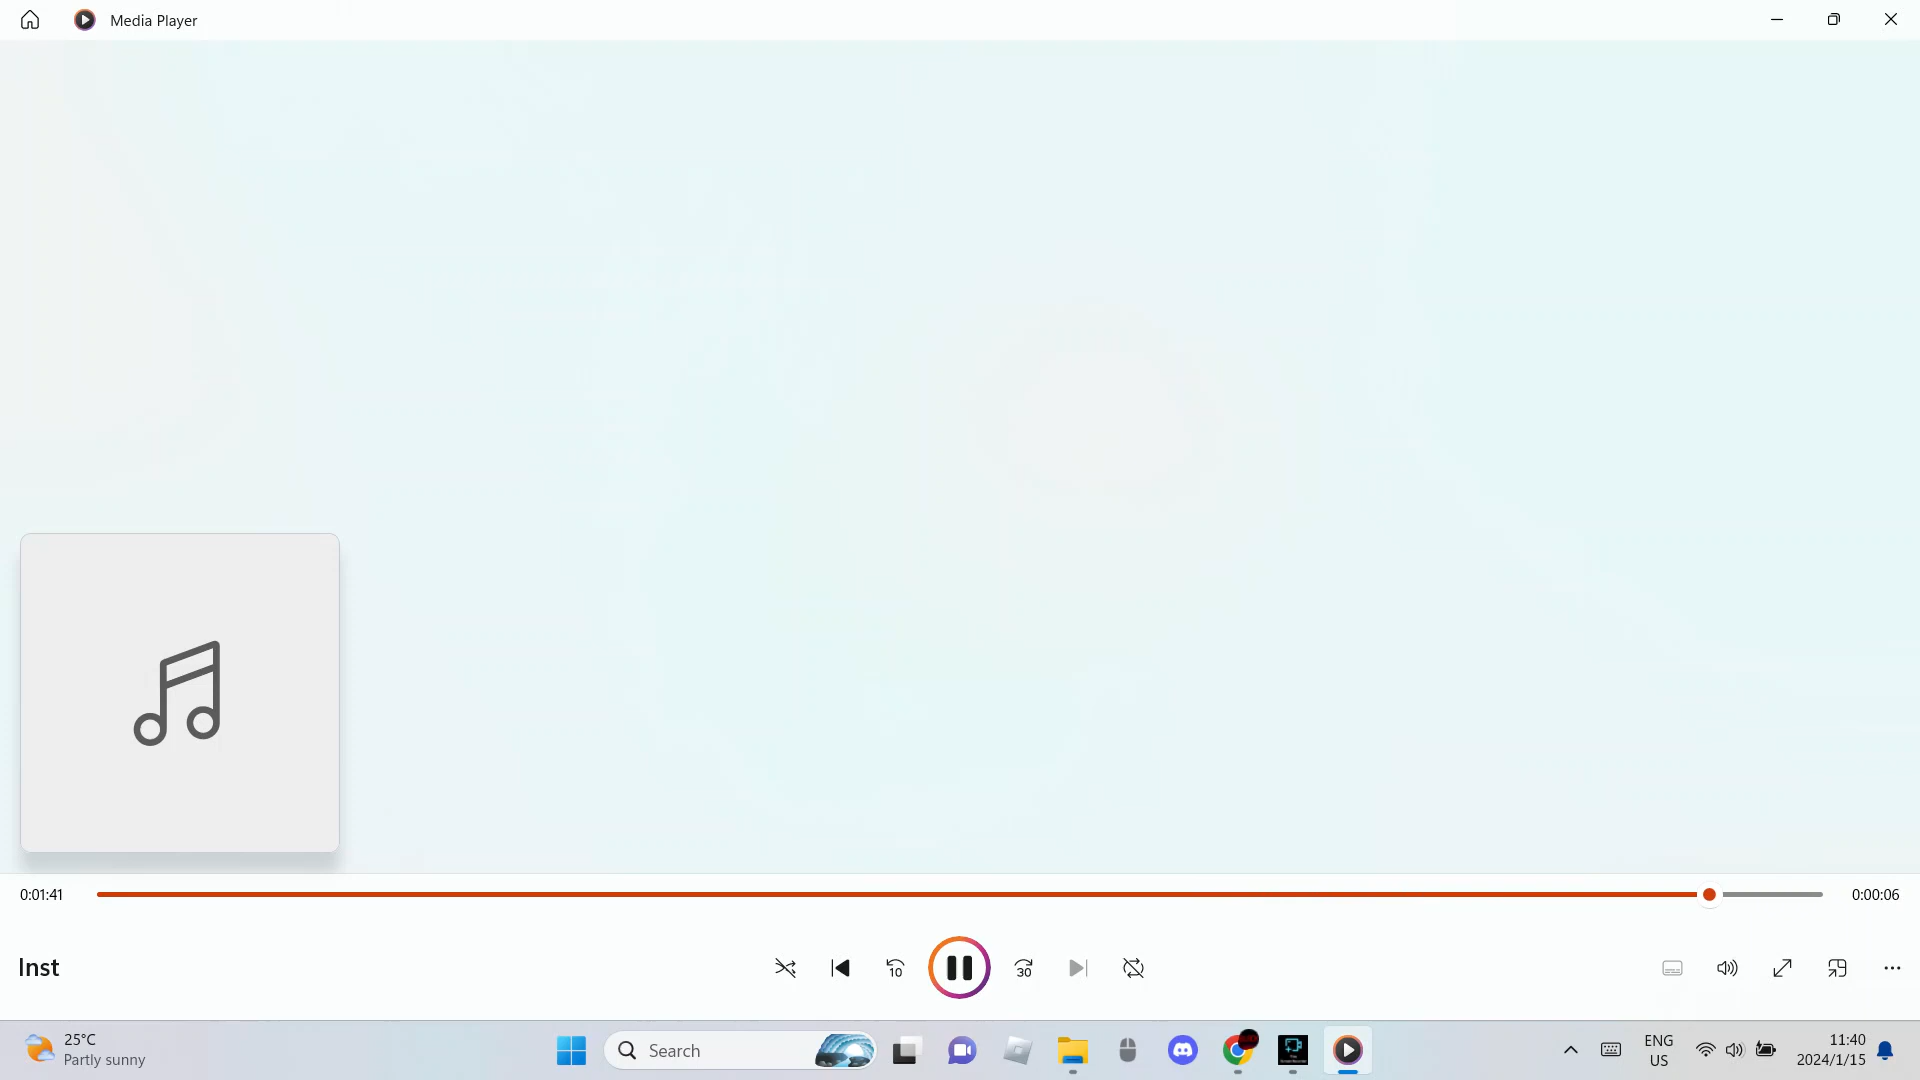 Media Player
0:01:41
0:00:06
Inst
10
30
25°C
Partly sunny
Search
ENG
US
11:40
2024/1/15